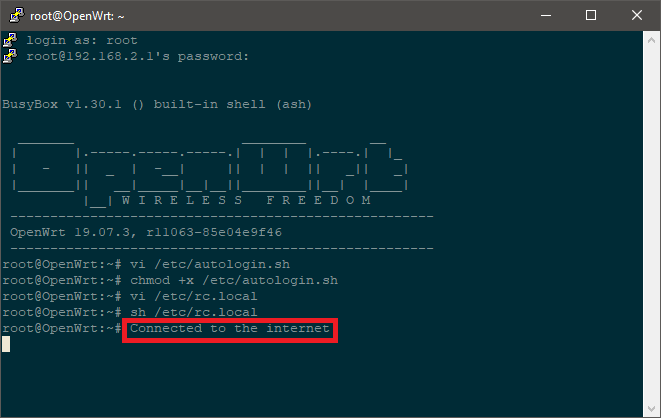 root@OpenWrt: ~
login as: root
root@192.168.2.1's password:
BusyBox v1.30.1 () built-in shell (ash)
OpenWrt
W I R E L E S S   F R E E D O M
-----------------------------------------------------
OpenWrt 19.07.3, r11063-85e04e9f46
-----------------------------------------------------
root@OpenWrt:~# vi /etc/autologin.sh
root@OpenWrt:~# chmod +x /etc/autologin.sh
root@OpenWrt:~# vi /etc/rc.local
root@OpenWrt:~# sh /etc/rc.local
root@OpenWrt:~# Connected to the internet